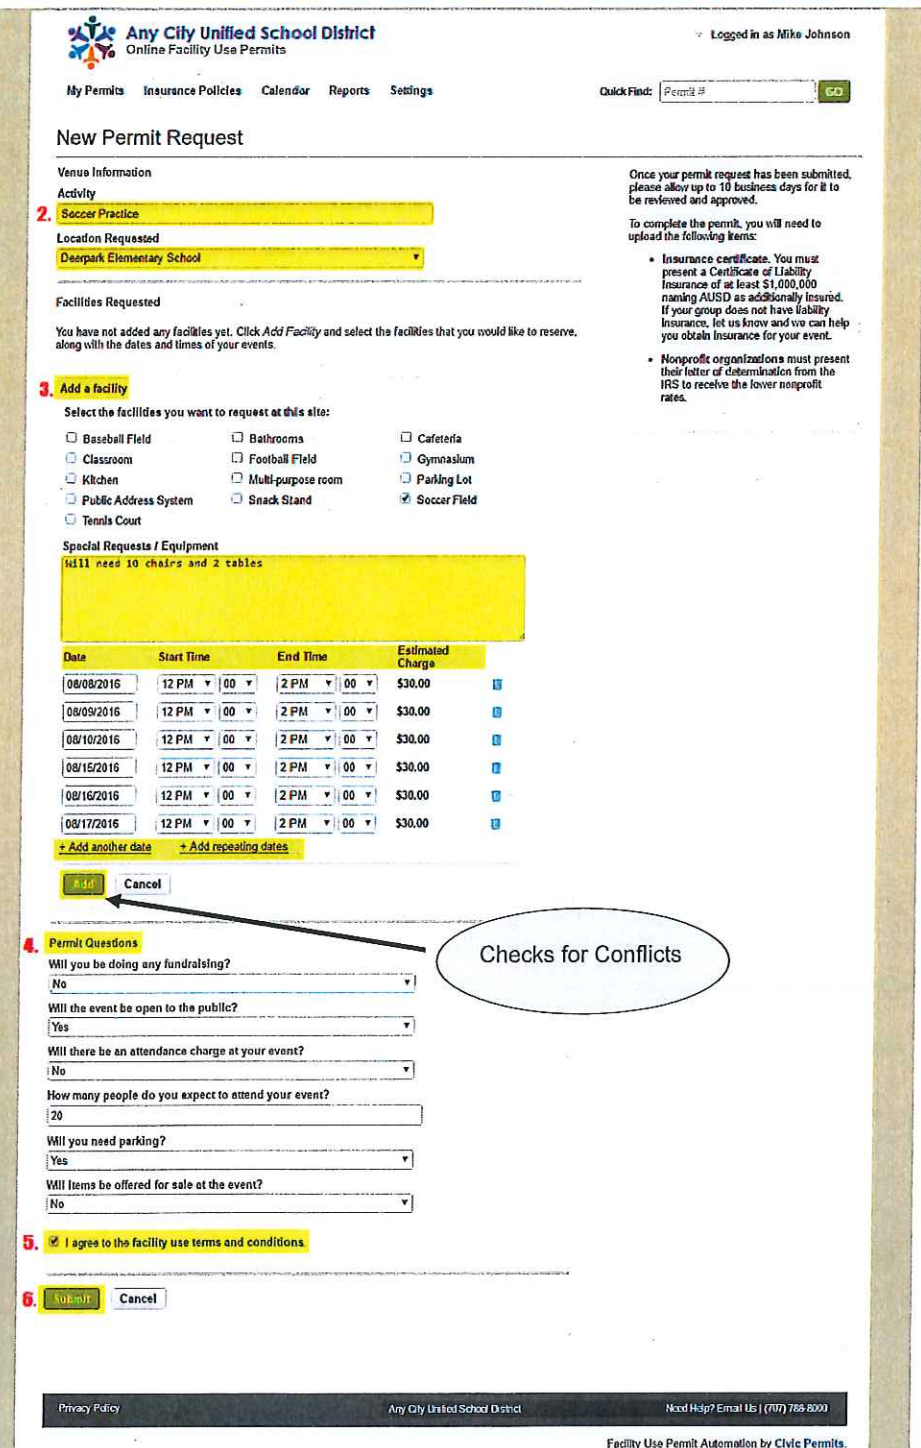 Any City Unified School District
Online Facility Use Permits
Logged in as Mike Johnson
My Permits Insurance Policies Calendar Reports Settings
Quick Find: Permit # GO
New Permit Request
Venue Information
Activity
2. Soccer Practice
Location Requested
Deerpark Elementary School
Facilities Requested
You have not added any facilities yet. Click Add Facility and select the facilities that you would like to reserve,
along with the dates and times of your events.
Once your permit request has been submitted,
please allow up to 10 business days for it to
be reviewed and approved.
To complete the permit, you will need to
upload the following items:
• Insurance certificate. You must
present a Certificate of Liability
Insurance of at least $1,000,000
naming AUSD as additionally insured.
If your group does not have liability
insurance, let us know and we can help
you obtain insurance for your event.
• Nonprofit organizations must present
their letter of determination from the
IRS to receive the lower nonprofit
rates.
3. Add a facility
Select the facilities you want to request at this site:
Baseball Field Bathrooms Cafeteria
Classroom Football Field Gymnasium
Kitchen Multi-purpose room Parking Lot
Public Address System Snack Stand Soccer Field
Tennis Court
Special Requests / Equipment
Will need 10 chairs and 2 tables
Date Start Time End Time Estimated
Charge
08/08/2016 12 PM 00 2 PM 00 $30.00
08/09/2016 12 PM 00 2 PM 00 $30.00
08/10/2016 12 PM 00 2 PM 00 $30.00
08/15/2016 12 PM 00 2 PM 00 $30.00
08/16/2016 12 PM 00 2 PM 00 $30.00
08/17/2016 12 PM 00 2 PM 00 $30.00
+ Add another date + Add repeating dates
Add Cancel
Checks for Conflicts
4. Permit Questions
Will you be doing any fundraising?
No
Will the event be open to the public?
Yes
Will there be an attendance charge at your event?
No
How many people do you expect to attend your event?
20
Will you need parking?
Yes
Will items be offered for sale at the event?
No
5. I agree to the facility use terms and conditions.
6. Submit Cancel
Privacy Policy Any City Unified School District Need Help? Email Us | (707) 788-8000
Facility Use Permit Automation by Civic Permits.